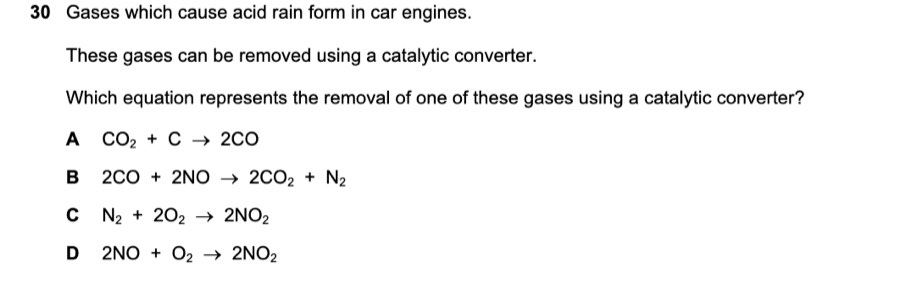 30 Gases which cause acid rain form in car engines.
These gases can be removed using a catalytic converter.
Which equation represents the removal of one of these gases using a catalytic converter?
A CO₂ + C → 2CO
B 2CO + 2NO → 2CO₂ + N₂
C N₂ + 2O₂ → 2NO₂
D 2NO + O₂ → 2NO₂